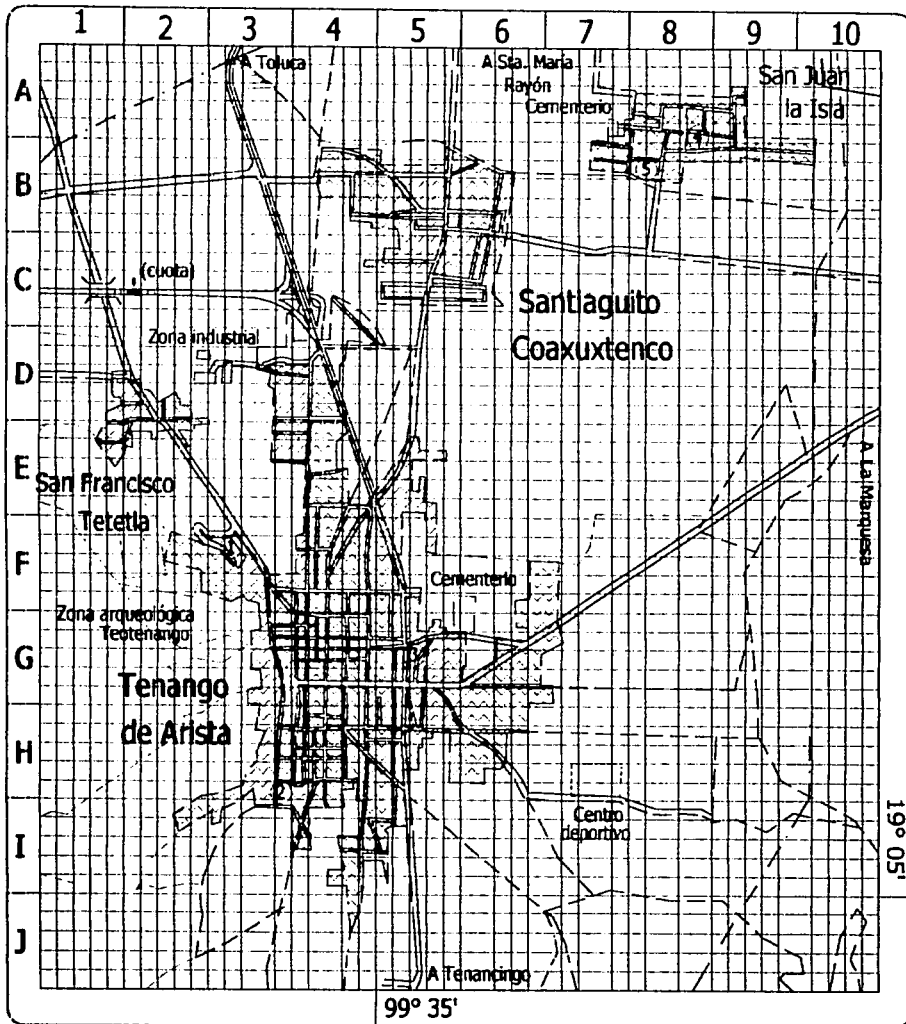 1 2 3 4 5 6 7 8 9 10
A
B
C
D
E
F
G
H
I
J
A Toluca
A Sta. María
Rayón
Cementerio
San Juan
la Isla
(cuota)
Santiaguito
Coaxuxtenco
Zona industrial
San Francisco
Tetetla
A La Marquesa
Cementerio
Zona arqueológica
Teotenango
Tenango
de Arista
Centro
deportivo
19° 05'
A Tenancingo
99° 35'